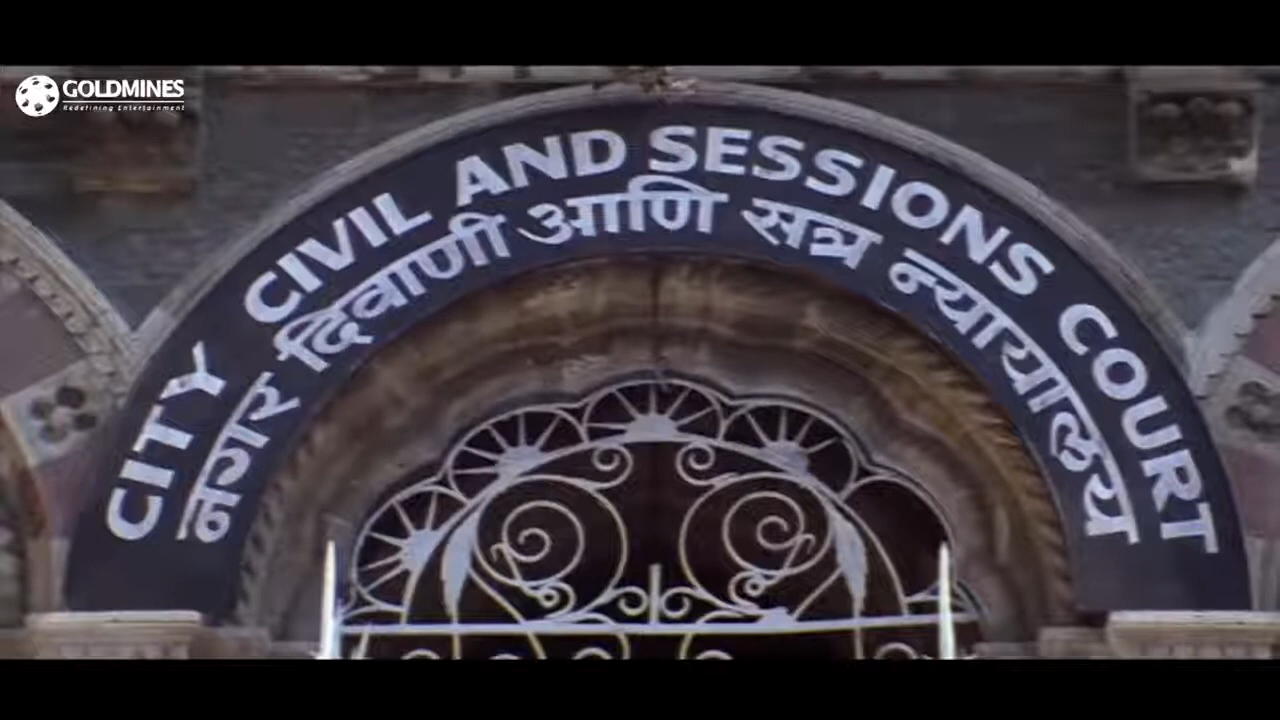 GOLDMINES
Redefining Entertainment
CITY CIVIL AND SESSIONS COURT
नगर दिवाणी आणि सत्र न्यायालय